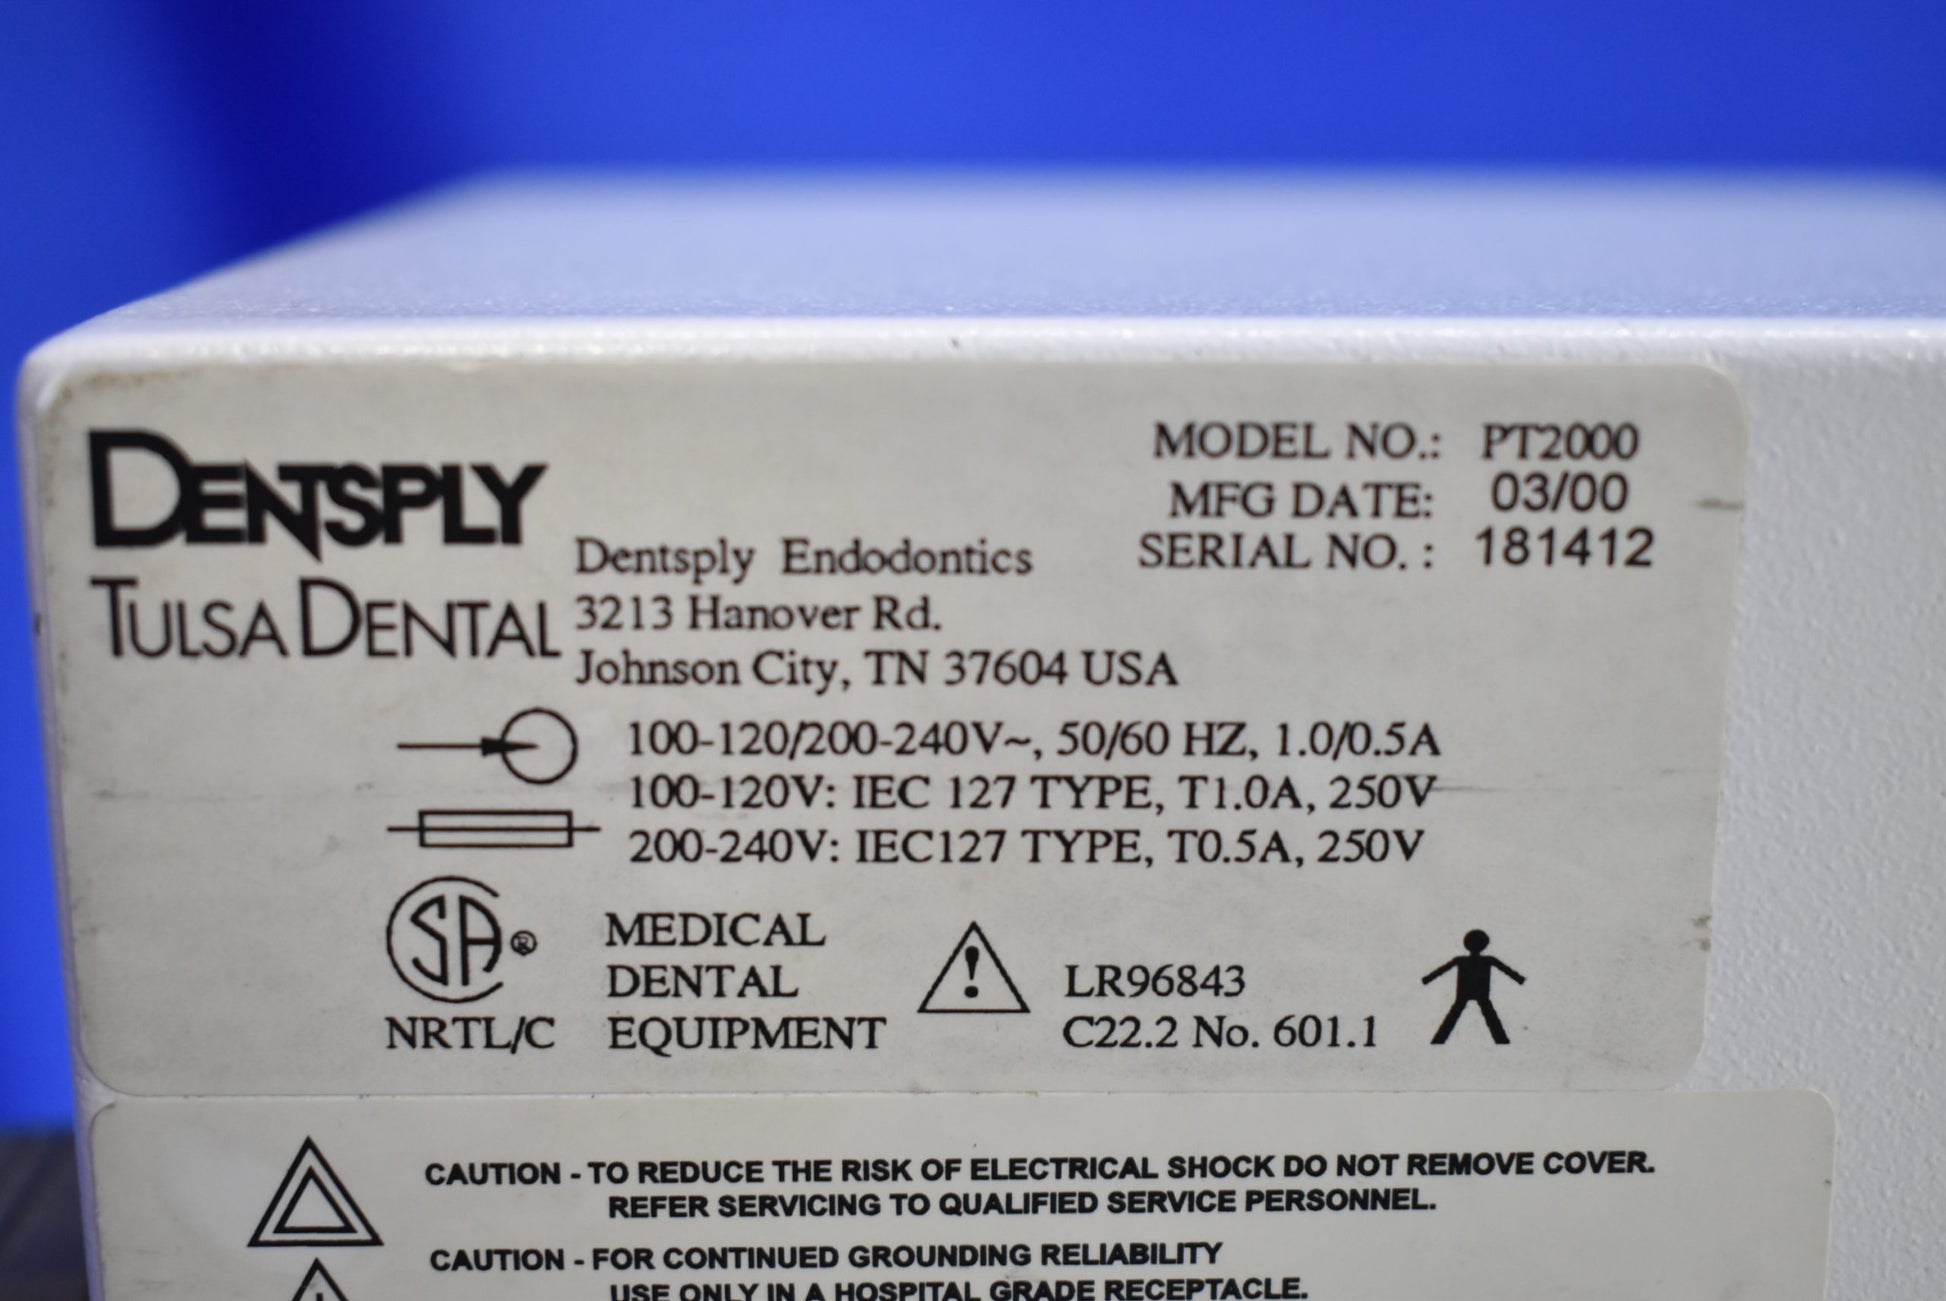 DENTSPLY
TULSA DENTAL
Dentsply Endodontics
3213 Hanover Rd.
Johnson City, TN 37604 USA
MODEL NO.: PT2000
MFG DATE: 03/00
SERIAL NO. : 181412
100-120/200-240V~, 50/60 HZ, 1.0/0.5A
100-120V: IEC 127 TYPE, T1.0A, 250V
200-240V: IEC127 TYPE, T0.5A, 250V
SA®
NRTL/C
MEDICAL
DENTAL
EQUIPMENT
!
LR96843
C22.2 No. 601.1
CAUTION - TO REDUCE THE RISK OF ELECTRICAL SHOCK DO NOT REMOVE COVER.
REFER SERVICING TO QUALIFIED SERVICE PERSONNEL.
CAUTION - FOR CONTINUED GROUNDING RELIABILITY
USE ONLY IN A HOSPITAL GRADE RECEPTACLE.